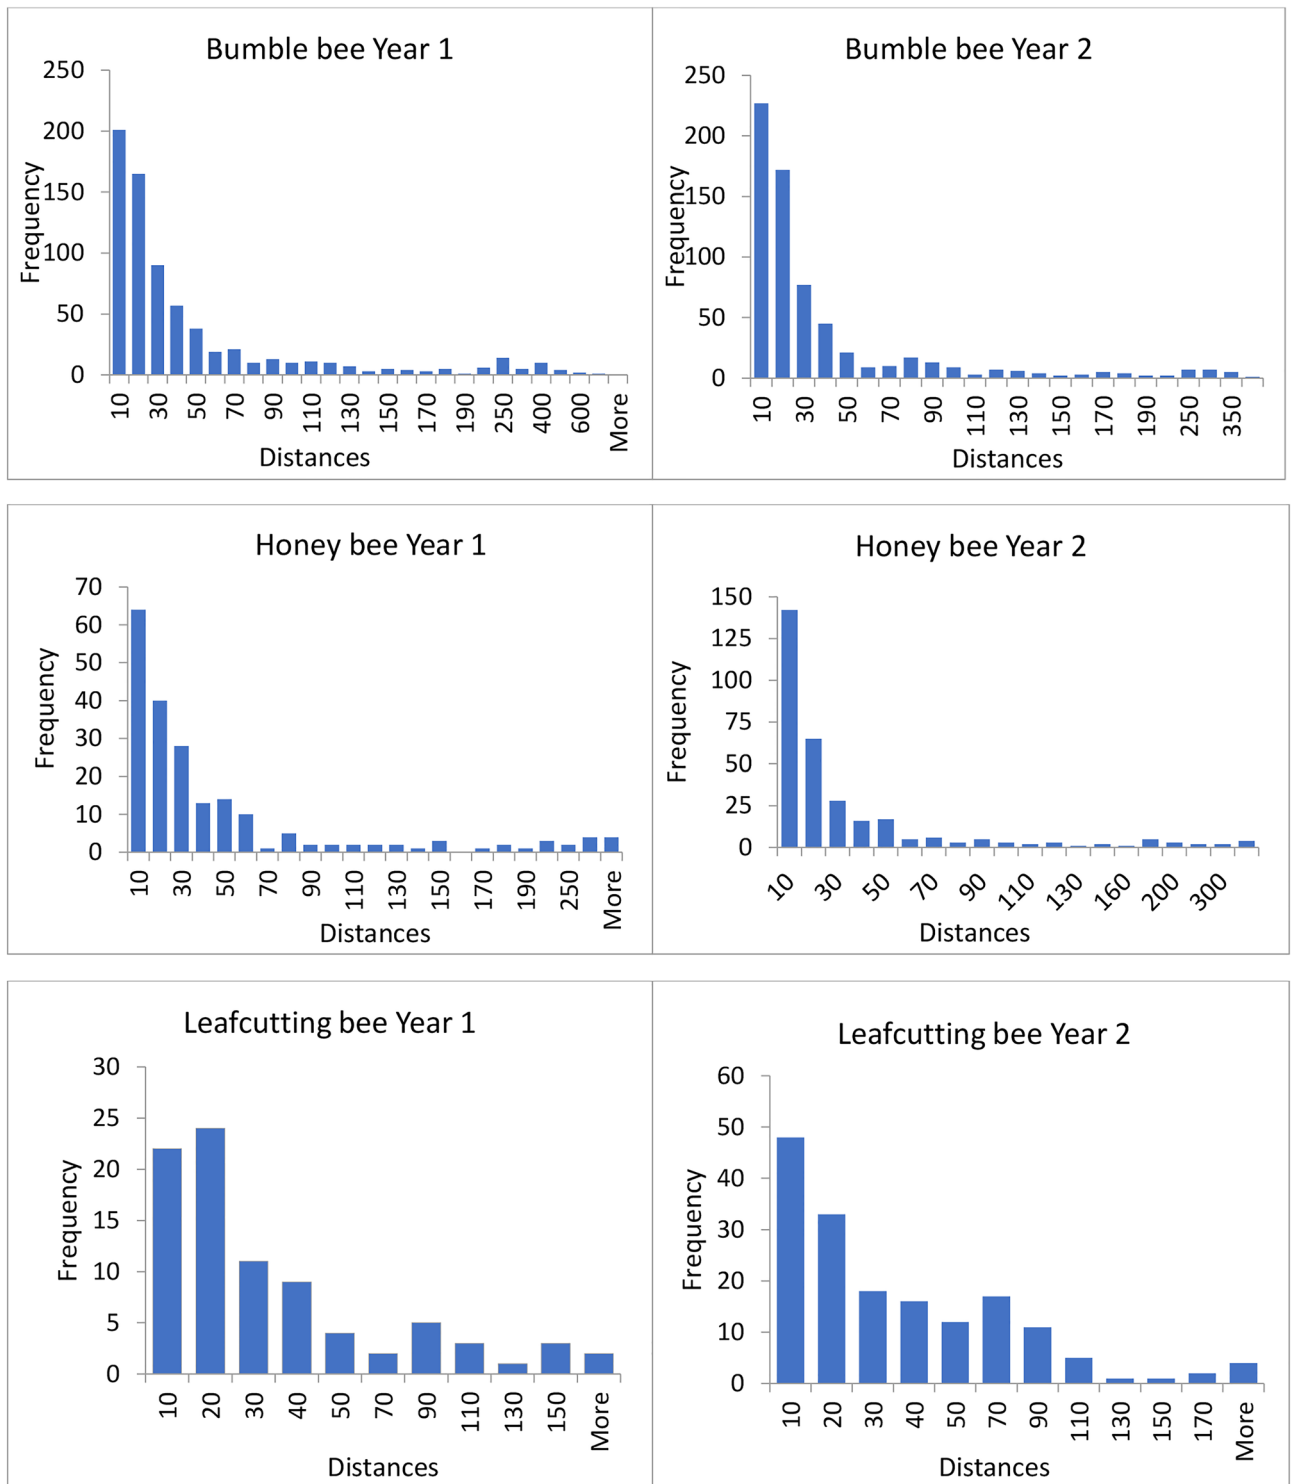 Bumble bee Year 1
250
200
150
100
50
0
Frequency
10 30 50 70 90 110 130 150 170 190 250 400 600 More
Distances
Bumble bee Year 2
250
200
150
100
50
0
Frequency
10 30 50 70 90 110 130 150 170 190 250 350
Distances
Honey bee Year 1
70
60
50
40
30
20
10
0
Frequency
10 30 50 70 90 110 130 150 170 190 250 More
Distances
Honey bee Year 2
150
125
100
75
50
25
0
Frequency
10 30 50 70 90 110 130 160 200 300
Distances
Leafcutting bee Year 1
30
25
20
15
10
5
0
Frequency
10 20 30 40 50 70 90 110 130 150 More
Distances
Leafcutting bee Year 2
60
50
40
30
20
10
0
Frequency
10 20 30 40 50 70 90 110 130 150 170 More
Distances